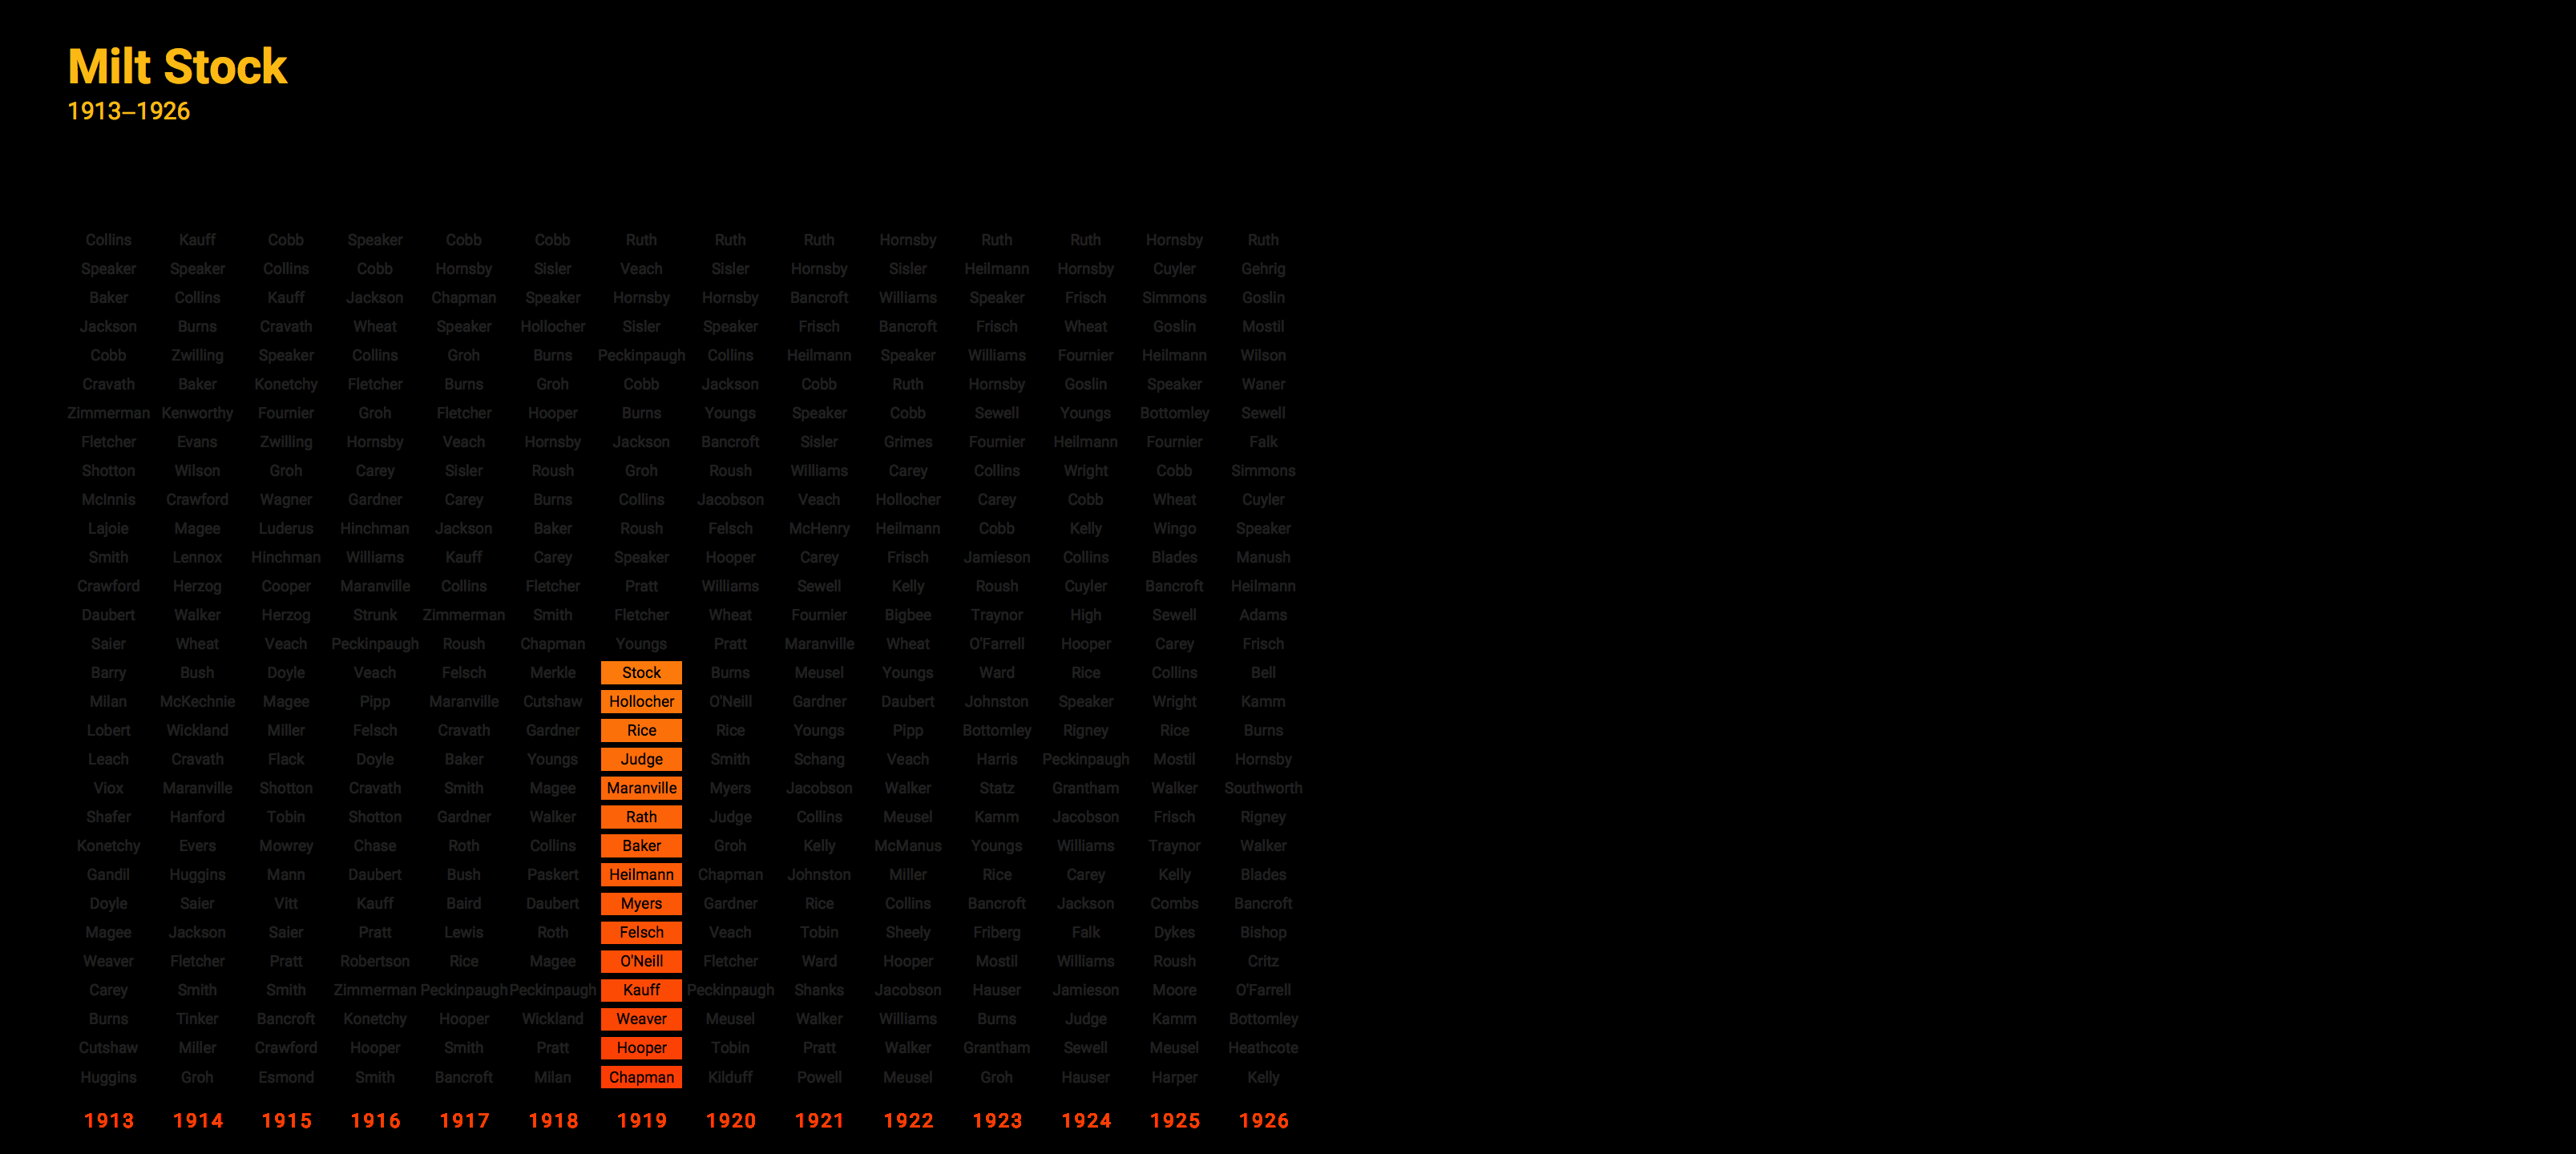 Milt Stock
1913–1926
Collins Kauff Cobb Speaker Cobb Cobb Ruth Ruth Ruth Hornsby Ruth Ruth Hornsby Ruth
Speaker Speaker Collins Cobb Hornsby Sisler Veach Sisler Hornsby Sisler Heilmann Hornsby Cuyler Gehrig
Baker Collins Kauff Jackson Chapman Speaker Hornsby Hornsby Bancroft Williams Speaker Frisch Simmons Goslin
Jackson Burns Cravath Wheat Speaker Hollocher Sisler Speaker Frisch Bancroft Frisch Wheat Goslin Mostil
Cobb Zwilling Speaker Collins Groh Burns Peckinpaugh Collins Heilmann Speaker Williams Fournier Heilmann Wilson
Cravath Baker Konetchy Fletcher Burns Groh Cobb Jackson Cobb Ruth Hornsby Goslin Speaker Waner
Zimmerman Kenworthy Fournier Groh Fletcher Hooper Burns Youngs Speaker Cobb Sewell Youngs Bottomley Sewell
Fletcher Evans Zwilling Hornsby Veach Hornsby Jackson Bancroft Sisler Grimes Fournier Heilmann Fournier Falk
Shotton Wilson Groh Carey Sisler Roush Groh Roush Williams Carey Collins Wright Cobb Simmons
McInnis Crawford Wagner Gardner Carey Burns Collins Jacobson Veach Hollocher Carey Cobb Wheat Cuyler
Lajoie Magee Luderus Hinchman Jackson Baker Roush Felsch McHenry Heilmann Cobb Kelly Wingo Speaker
Smith Lennox Hinchman Williams Kauff Carey Speaker Hooper Carey Frisch Jamieson Collins Blades Manush
Crawford Herzog Cooper Maranville Collins Fletcher Pratt Williams Sewell Kelly Roush Cuyler Bancroft Heilmann
Daubert Walker Herzog Strunk Zimmerman Smith Fletcher Wheat Fournier Bigbee Traynor High Sewell Adams
Saier Wheat Veach Peckinpaugh Roush Chapman Youngs Pratt Maranville Wheat O'Farrell Hooper Carey Frisch
Barry Bush Doyle Veach Felsch Merkle Stock Burns Meusel Youngs Ward Rice Collins Bell
Milan McKechnie Magee Pipp Maranville Cutshaw Hollocher O'Neill Gardner Daubert Johnston Speaker Wright Kamm
Lobert Wickland Miller Felsch Cravath Gardner Rice Rice Youngs Pipp Bottomley Rigney Rice Burns
Leach Cravath Flack Doyle Baker Youngs Judge Smith Schang Veach Harris Peckinpaugh Mostil Hornsby
Viox Maranville Shotton Cravath Smith Magee Maranville Myers Jacobson Walker Statz Grantham Walker Southworth
Shafer Hanford Tobin Shotton Gardner Walker Rath Judge Collins Meusel Kamm Jacobson Frisch Rigney
Konetchy Evers Mowrey Chase Roth Collins Baker Groh Kelly McManus Youngs Williams Traynor Walker
Gandil Huggins Mann Daubert Bush Paskert Heilmann Chapman Johnston Miller Rice Carey Kelly Blades
Doyle Saier Vitt Kauff Baird Daubert Myers Gardner Rice Collins Bancroft Jackson Combs Bancroft
Magee Jackson Saier Pratt Lewis Roth Felsch Veach Tobin Sheely Friberg Falk Dykes Bishop
Weaver Fletcher Pratt Robertson Rice Magee O'Neill Fletcher Ward Hooper Mostil Williams Roush Critz
Carey Smith Smith Zimmerman Peckinpaugh Peckinpaugh Kauff Peckinpaugh Shanks Jacobson Hauser Jamieson Moore O'Farrell
Burns Tinker Bancroft Konetchy Hooper Wickland Weaver Meusel Walker Williams Burns Judge Kamm Bottomley
Cutshaw Miller Crawford Hooper Smith Pratt Hooper Tobin Pratt Walker Grantham Sewell Meusel Heathcote
Huggins Groh Esmond Smith Bancroft Milan Chapman Kilduff Powell Meusel Groh Hauser Harper Kelly
1913 1914 1915 1916 1917 1918 1919 1920 1921 1922 1923 1924 1925 1926